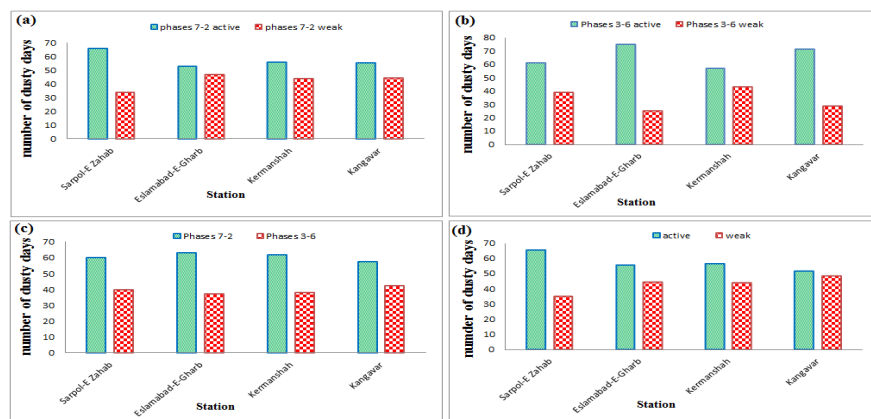 (a)
phases 7-2 active phases 7-2 weak
number of dusty days
70
60
50
40
30
20
10
0
Sarpol-E Zahab
Eslamabad-E-Gharb
Kermanshah
Kangavar
Station
(b)
Phases 3-6 active Phases 3-6 weak
number of dusty days
80
70
60
50
40
30
20
10
0
Sarpol-E Zahab
Eslamabad-E-Gharb
Kermanshah
Kangavar
Station
(c)
Phases 7-2 Phases 3-6
number of dusty days
70
60
50
40
30
20
10
0
Sarpol-E Zahab
Eslamabad-E-Gharb
Kermanshah
Kangavar
Station
(d)
active weak
numder of dusty days
70
60
50
40
30
20
10
0
Sarpol-E Zahab
Eslamabad-E-Gharb
Kermanshah
Kangavar
Station